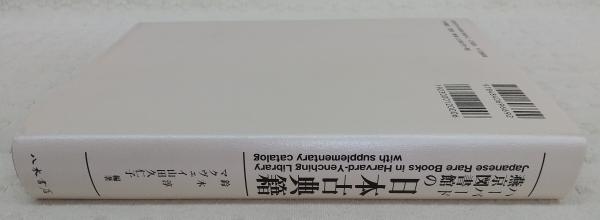 ハーバード
燕京図書館の
日本古典籍
Japanese Rare Books in Harvard-Yenching Library
with supplementary catalog
鈴木淳
マクヴェイ山田久仁子
編著
八木書店